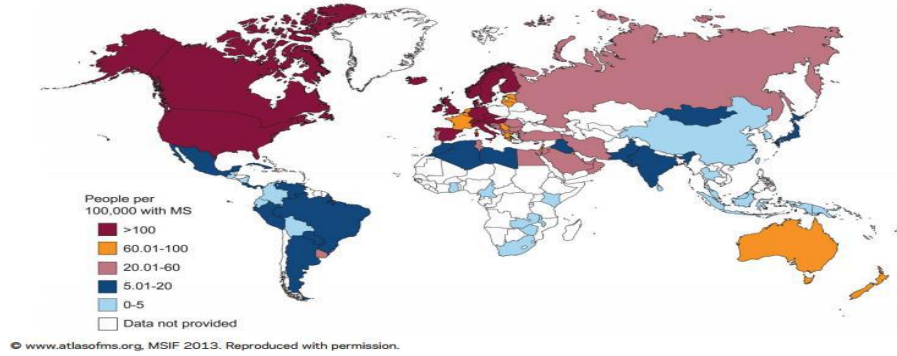 People per
100,000 with MS
>100
60.01-100
20.01-60
5.01-20
0-5
Data not provided
© www.atlasofms.org, MSIF 2013. Reproduced with permission.